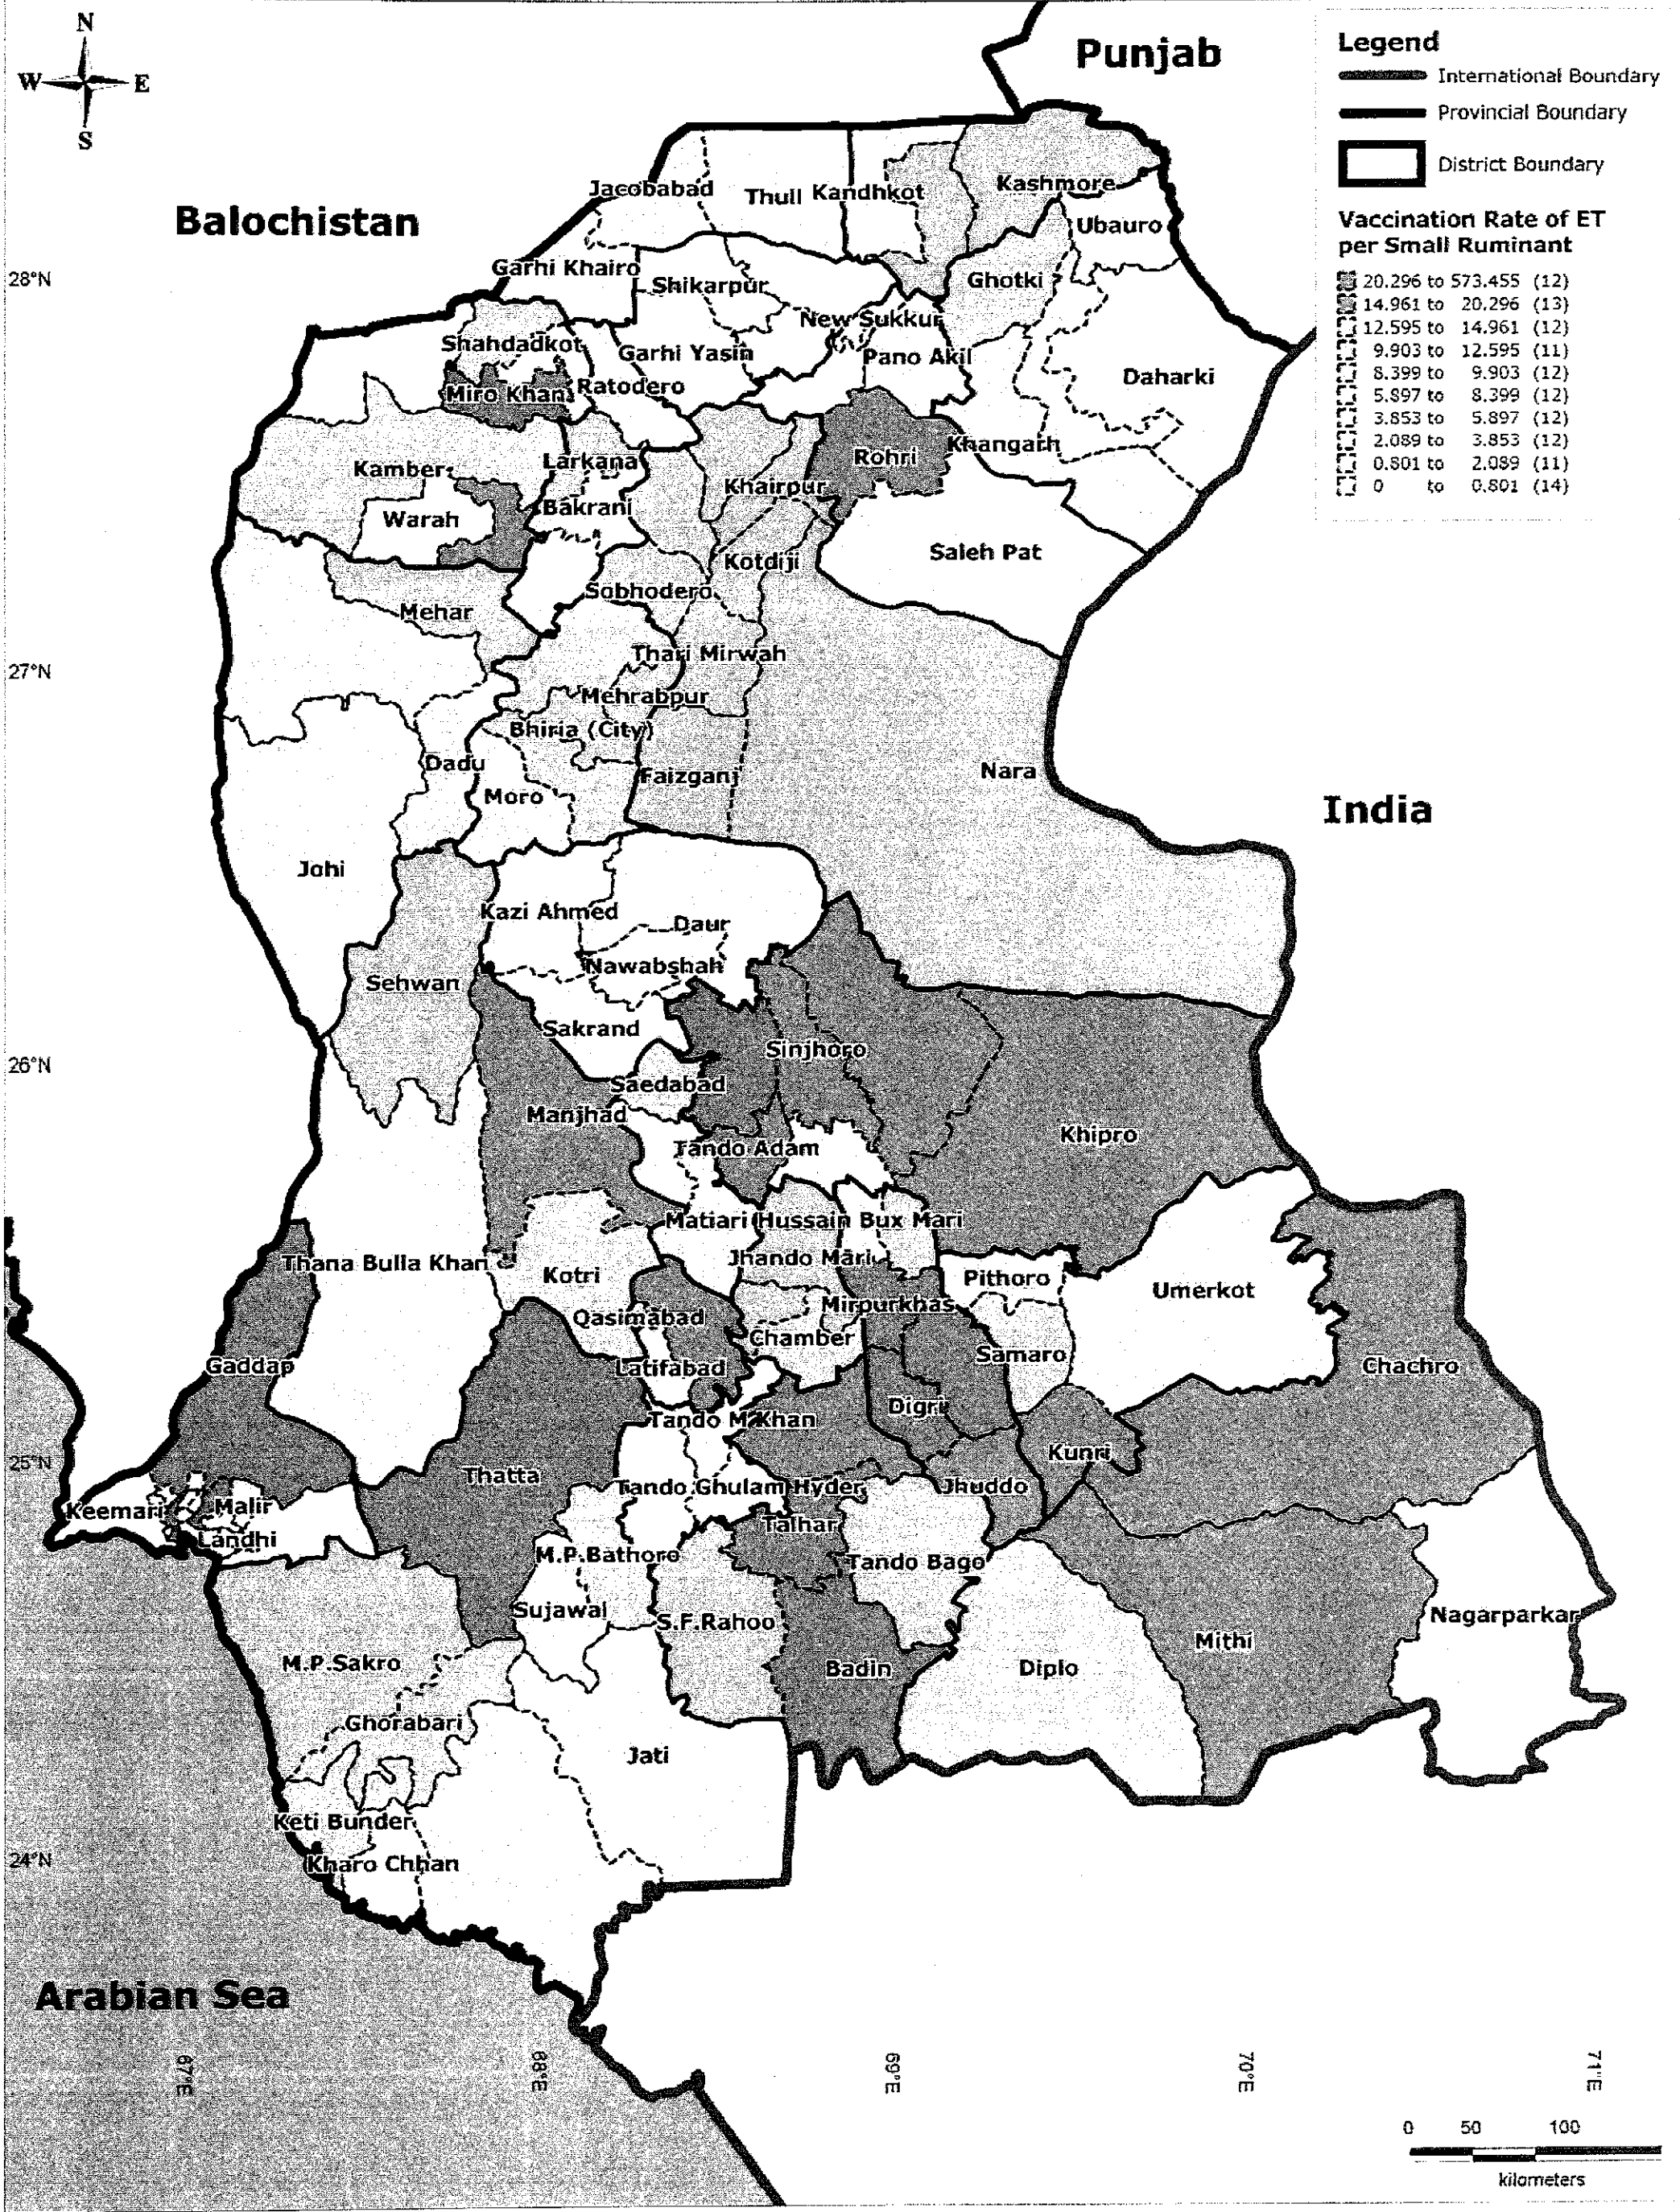 N
W E
S
Punjab
Balochistan
India
Arabian Sea
Legend
International Boundary
Provincial Boundary
District Boundary
Vaccination Rate of ET
per Small Ruminant
20.296 to 573.455 (12)
14.961 to 20.296 (13)
12.595 to 14.961 (12)
9.903 to 12.595 (11)
8.399 to 9.903 (12)
5.897 to 8.399 (12)
3.853 to 5.897 (12)
2.089 to 3.853 (12)
0.801 to 2.089 (11)
0 to 0.801 (14)
28°N
27°N
26°N
25°N
24°N
Jacobabad
Thull
Kandhkot
Kashmore
Ubauro
Garhi Khairo
Shikarpur
Ghotki
New Sukkur
Shahdadkot
Garhi Yasin
Pano Akil
Daharki
Miro Khan
Ratodero
Kamber
Larkana
Rohri
Khangarh
Khairpur
Warah
Bakrani
Saleh Pat
Kotdiji
Sobhodero
Mehar
Thari Mirwah
Mehrabpur
Bhiria (City)
Dadu
Faizganj
Nara
Moro
Johi
Kazi Ahmed
Daur
Nawabshah
Sehwan
Sakrand
Sinjhoro
Saedabad
Manjhad
Khipro
Tando Adam
Matiari
Hussain Bux Mari
Jhando Mari
Thana Bulla Khan
Kotri
Pithoro
Umerkot
Mirpurkhas
Qasimabad
Chamber
Samaro
Gaddap
Latifabad
Chachro
Digri
Tando M Khan
Kunri
Thatta
Tando Ghulam Hyder
Jhuddo
Keemari
Malir
Landhi
Talhar
M.P.Bathoro
Tando Bago
Sujawal
S.F.Rahoo
Nagarparkar
Mithi
M.P.Sakro
Badin
Diplo
Ghorabari
Jati
Keti Bunder
Kharo Chhan
67°E
68°E
69°E
70°E
71°E
0 50 100
kilometers